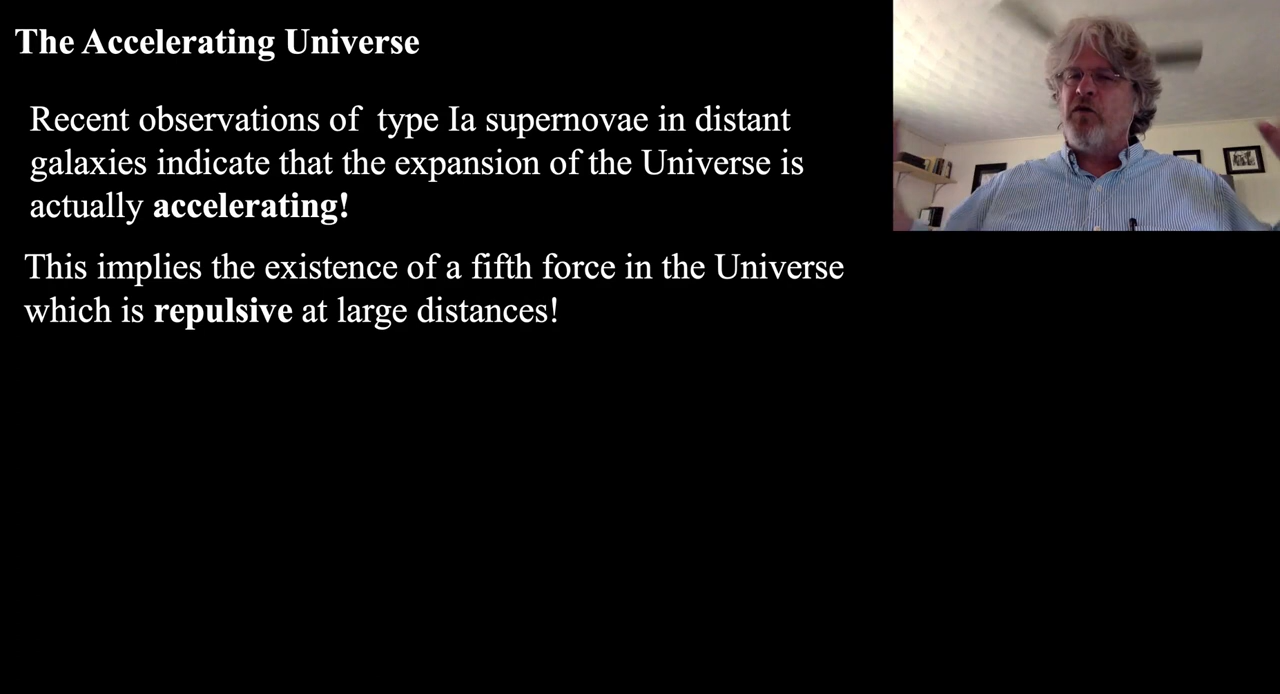 The Accelerating Universe
Recent observations of type Ia supernovae in distant
galaxies indicate that the expansion of the Universe is
actually accelerating!
This implies the existence of a fifth force in the Universe
which is repulsive at large distances!